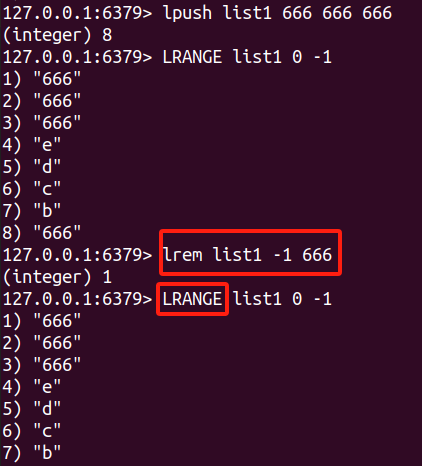 127.0.0.1:6379> lpush list1 666 666 666
(integer) 8
127.0.0.1:6379> LRANGE list1 0 -1
1) "666"
2) "666"
3) "666"
4) "e"
5) "d"
6) "c"
7) "b"
8) "666"
127.0.0.1:6379> lrem list1 -1 666
(integer) 1
127.0.0.1:6379> LRANGE list1 0 -1
1) "666"
2) "666"
3) "666"
4) "e"
5) "d"
6) "c"
7) "b"